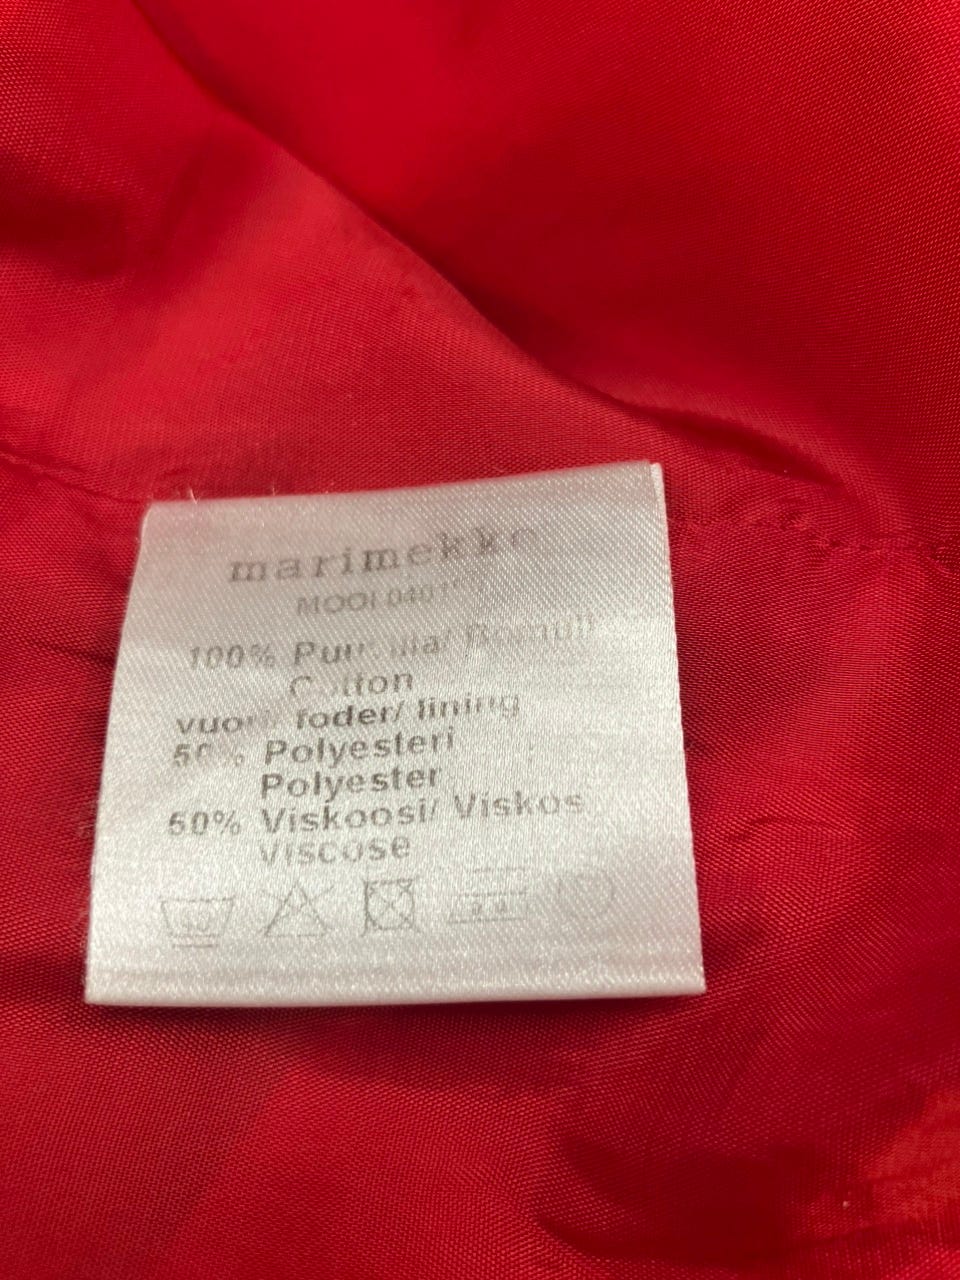 marimekko
100% Puuvilla/ Bomull
Cotton
vuori/ foder/ lining
50% Polyesteri
Polyester
50% Viskoosi/ Viskos
Viscose